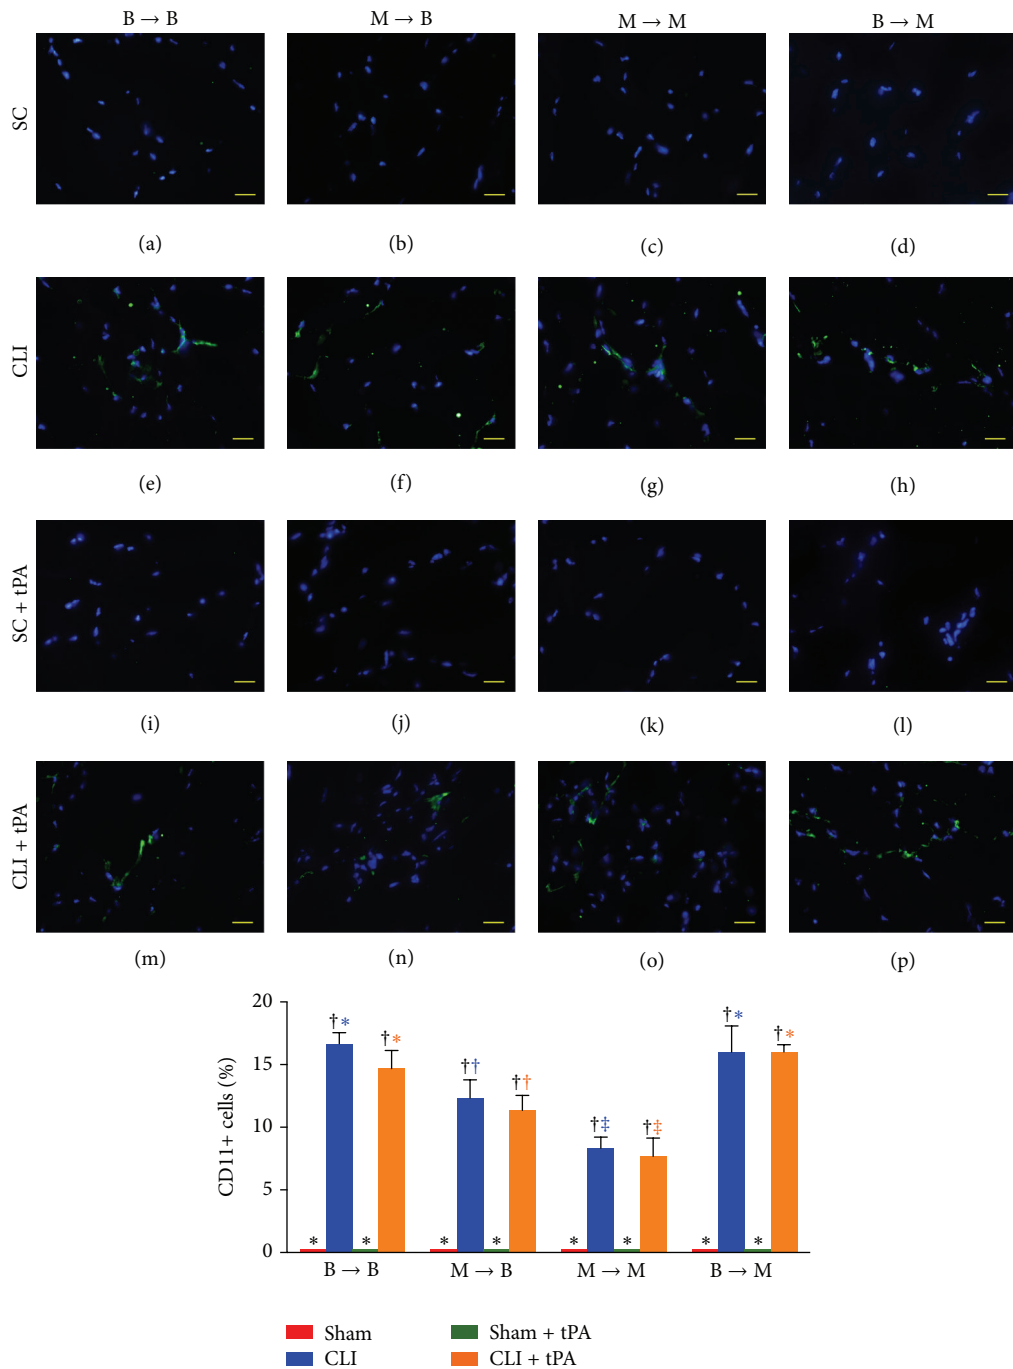 B → B M → B M → M B → M
SC
(a) (b) (c) (d)
CLI
(e) (f) (g) (h)
SC + tPA
(i) (j) (k) (l)
CLI + tPA
(m) (n) (o) (p)
20
15
10
5
0
CD11+ cells (%)
†* †* †† †† †‡ †‡ †* †*
* * * * * * * *
B → B M → B M → M B → M
Sham Sham + tPA
CLI CLI + tPA